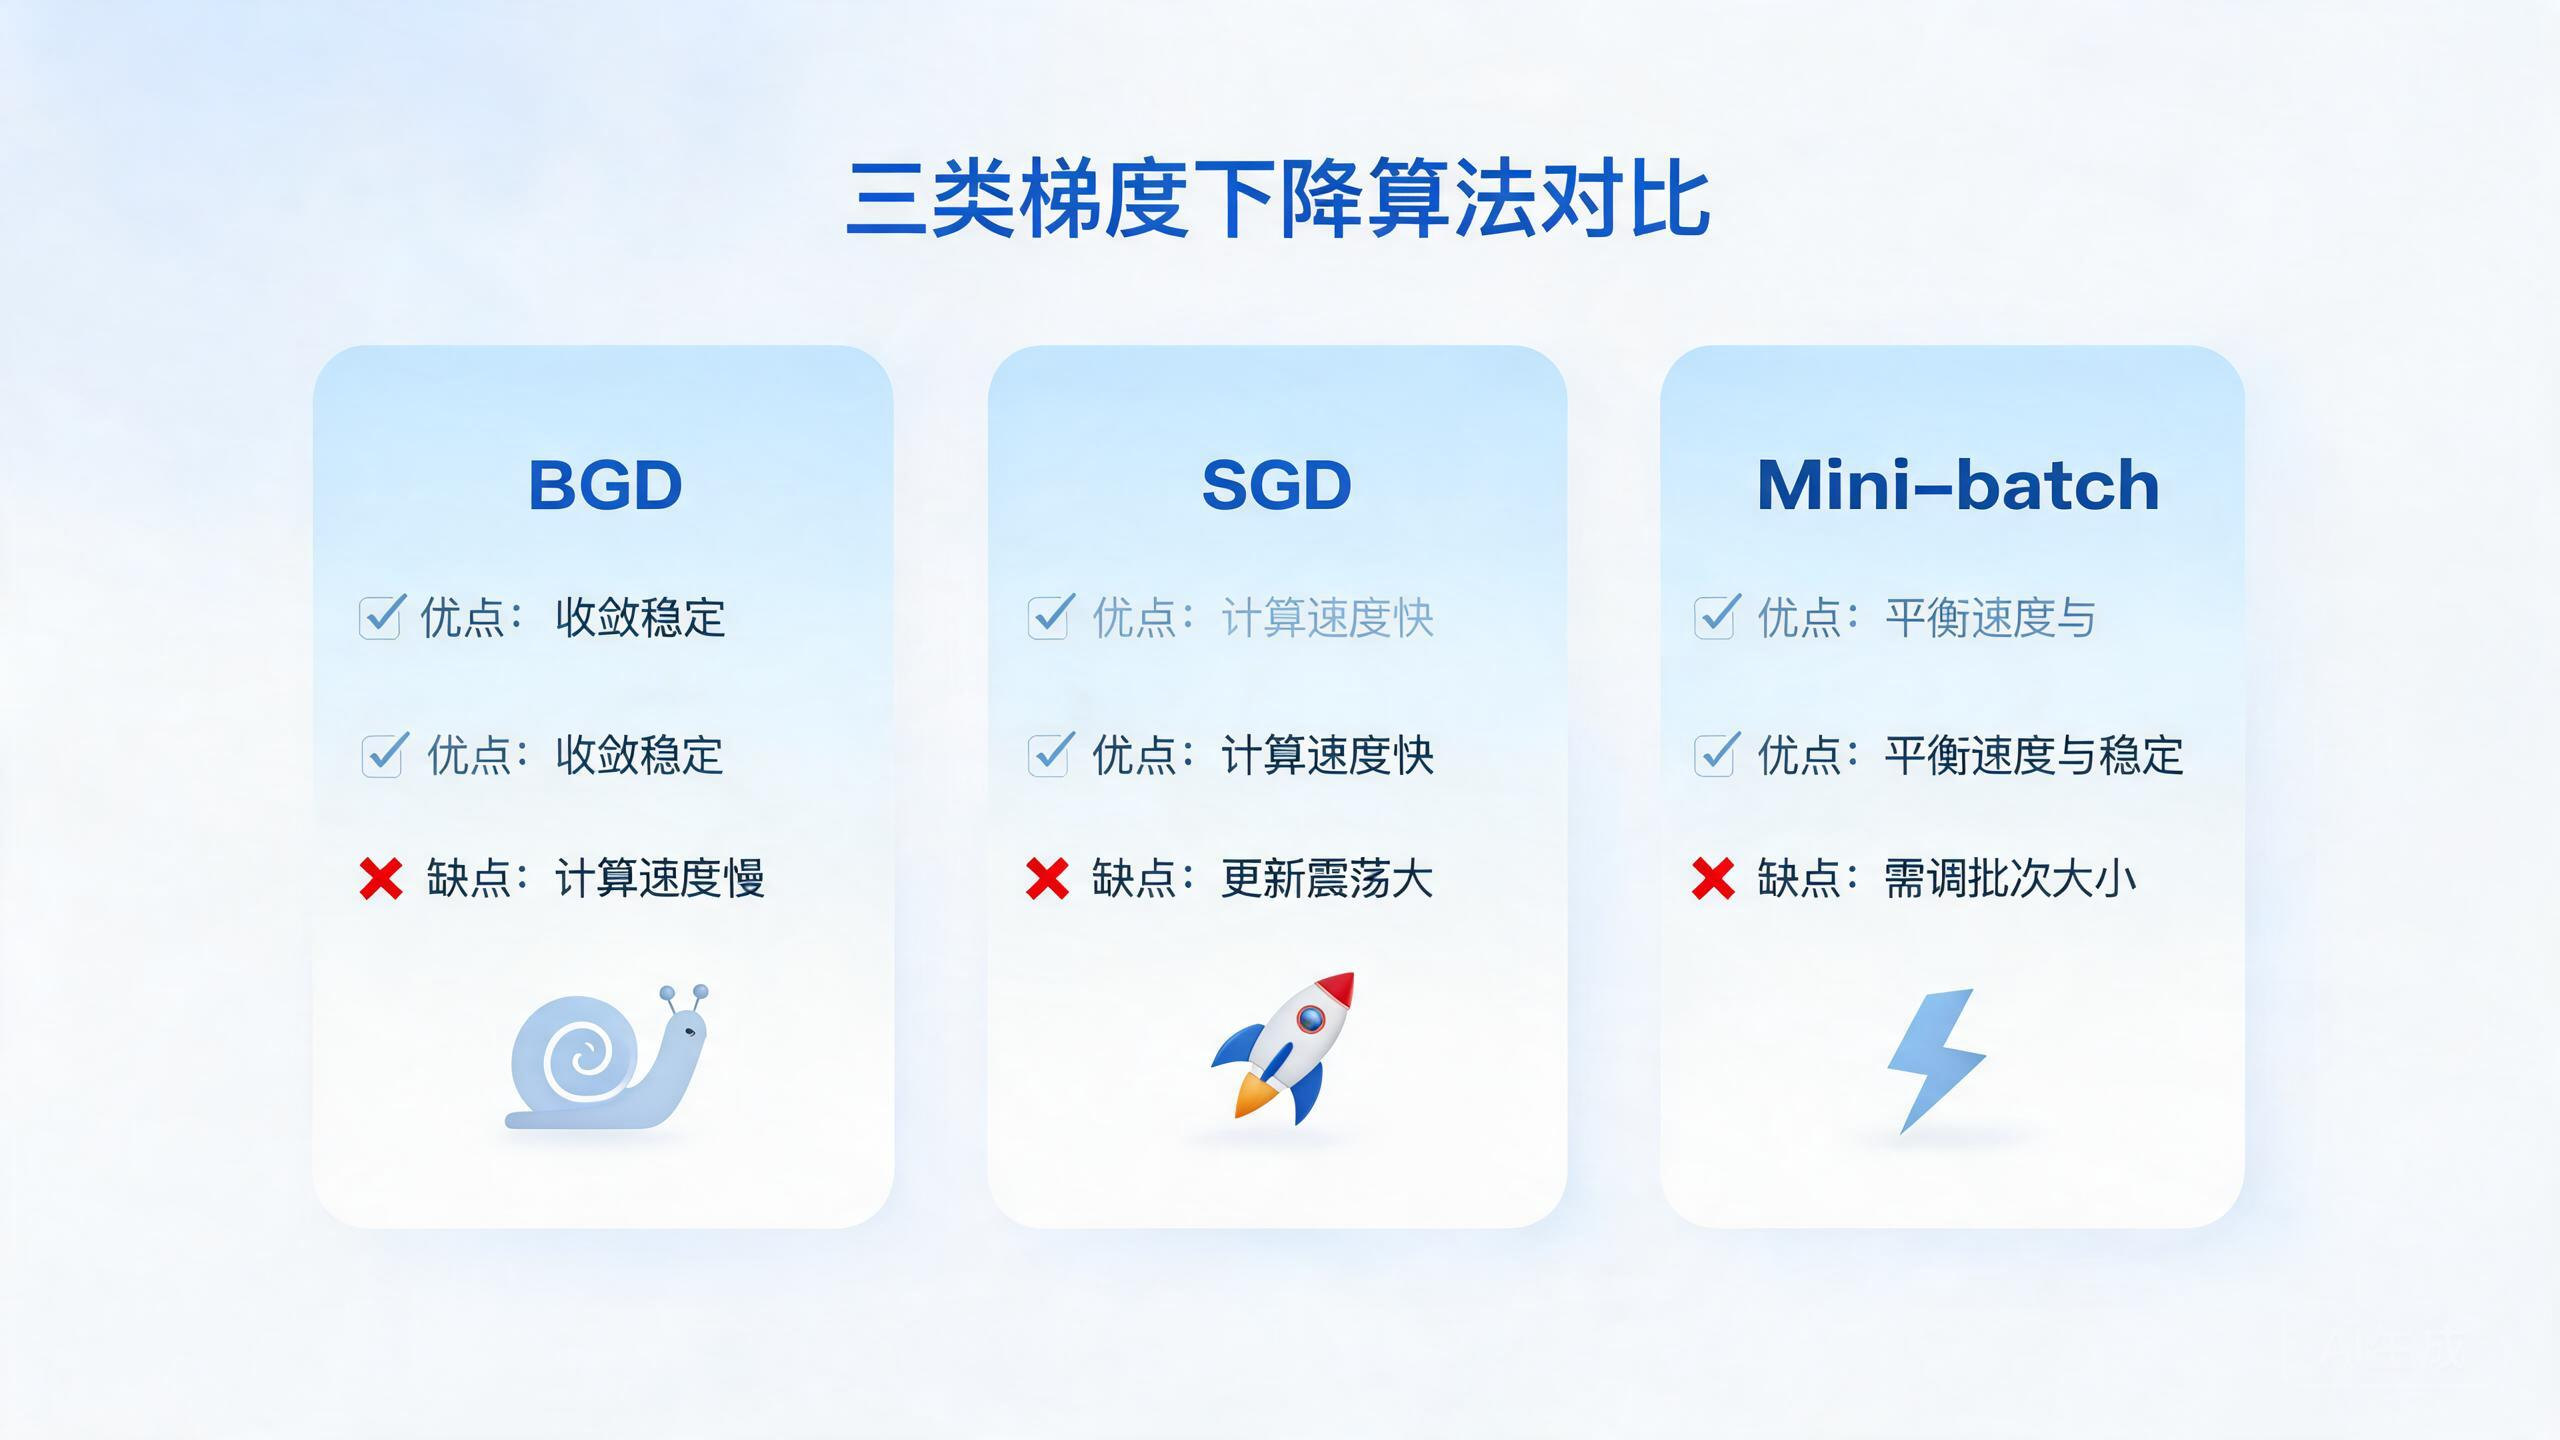 三类梯度下降算法对比
BGD
优点：收敛稳定
优点：收敛稳定
缺点：计算速度慢
SGD
优点：计算速度快
优点：计算速度快
缺点：更新震荡大
Mini–batch
优点：平衡速度与
优点：平衡速度与稳定
缺点：需调批次大小
AI生成